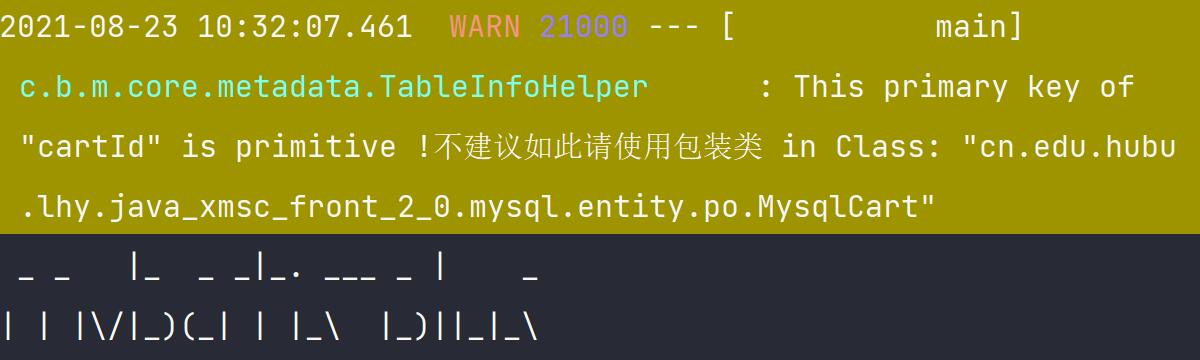 2021-08-23 10:32:07.461  WARN 21000 --- [           main]
c.b.m.core.metadata.TableInfoHelper      : This primary key of
"cartId" is primitive !不建议如此请使用包装类 in Class: "cn.edu.hubu
.lhy.java_xmsc_front_2_0.mysql.entity.po.MysqlCart"
 _ _   |_  _ _|_. ___ _ |    _
| | |\/|_)(_| | |_\  |_)||_|_\